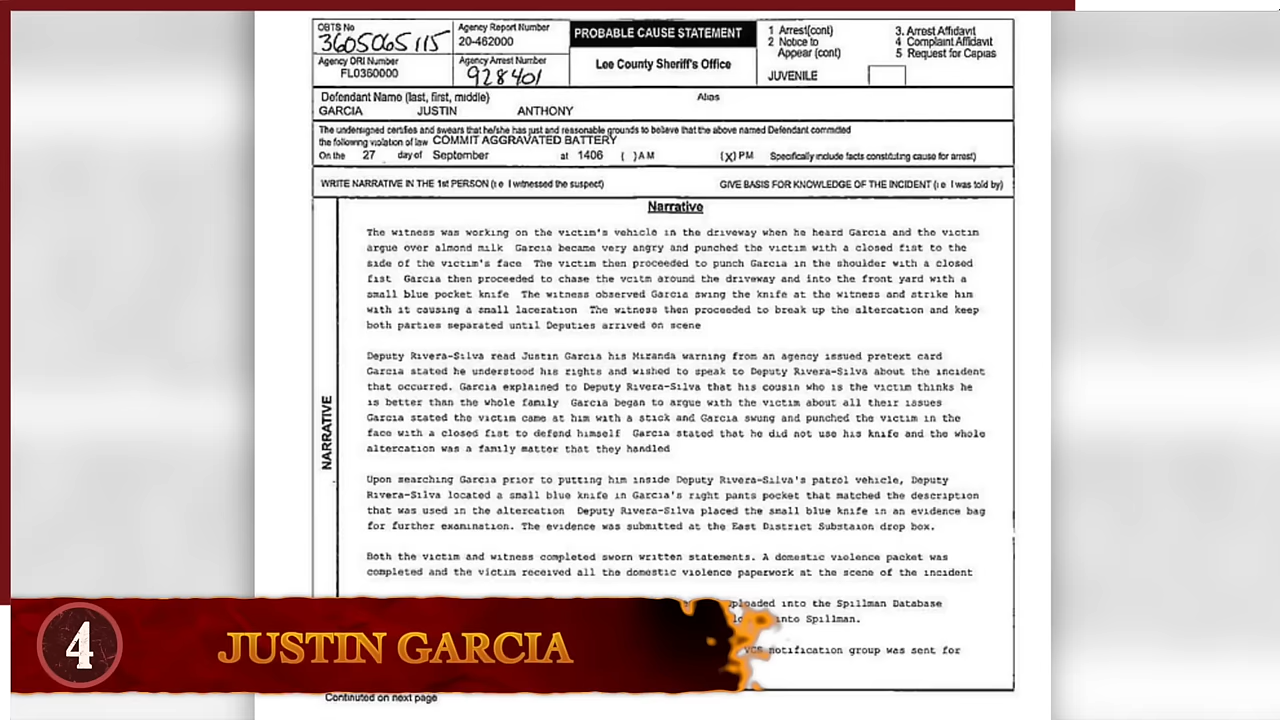 OBTS No
3605065115
Agency Report Number
20-462000
PROBABLE CAUSE STATEMENT
1 Arrest(cont)
2 Notice to
Appear (cont)
3. Arrest Affidavit
4 Complaint Affidavit
5 Request for Capias
Agency ORI Number
FL0360000
Agency Arrest Number
928401
Lee County Sheriff's Office
JUVENILE
Defendant Name (last, first, middle)
Alias
GARCIA JUSTIN ANTHONY
The undersigned certifies and swears that he/she has just and reasonable grounds to believe that the above named Defendant committed
the following violation of law COMMIT AGGRAVATED BATTERY
On the 27 day of September at 1406 ( )AM (X)PM Specifically include facts constituting cause for arrest)
WRITE NARRATIVE IN THE 1st PERSON (i e I witnessed the suspect) GIVE BASIS FOR KNOWLEDGE OF THE INCIDENT (i e I was told by)
Narrative
The witness was working on the victim's vehicle in the driveway when he heard Garcia and the victim
argue over almond milk Garcia became very angry and punched the victim with a closed fist to the
side of the victim's face The victim then proceeded to punch Garcia in the shoulder with a closed
fist Garcia then proceeded to chase the vcitm around the driveway and into the front yard with a
small blue pocket knife The witness observed Garcia swing the knife at the witness and strike him
with it causing a small laceration The witness then proceeded to break up the altercation and keep
both parties separated until Deputies arrived on scene
Deputy Rivera-Silva read Justin Garcia his Miranda warning from an agency issued pretext card
Garcia stated he understood his rights and wished to speak to Deputy Rivera-Silva about the incident
that occurred. Garcia explained to Deputy Rivera-Silva that his cousin who is the victim thinks he
is better than the whole family Garcia began to argue with the victim about all their issues
Garcia stated the victim came at him with a stick and Garcia swung and punched the victim in the
face with a closed fist to defend himself Garcia stated that he did not use his knife and the whole
altercation was a family matter that they handled
Upon searching Garcia prior to putting him inside Deputy Rivera-Silva's patrol vehicle, Deputy
Rivera-Silva located a small blue knife in Garcia's right pants pocket that matched the description
that was used in the altercation Deputy Rivera-Silva placed the small blue knife in an evidence bag
for further examination. The evidence was submitted at the East District Substaion drop box.
Both the victim and witness completed sworn written statements. A domestic violence packet was
completed and the victim received all the domestic violence paperwork at the scene of the incident
uploaded into the Spillman Database
into Spillman.
notification group was sent for
NARRATIVE
4
JUSTIN GARCIA
Continued on next page